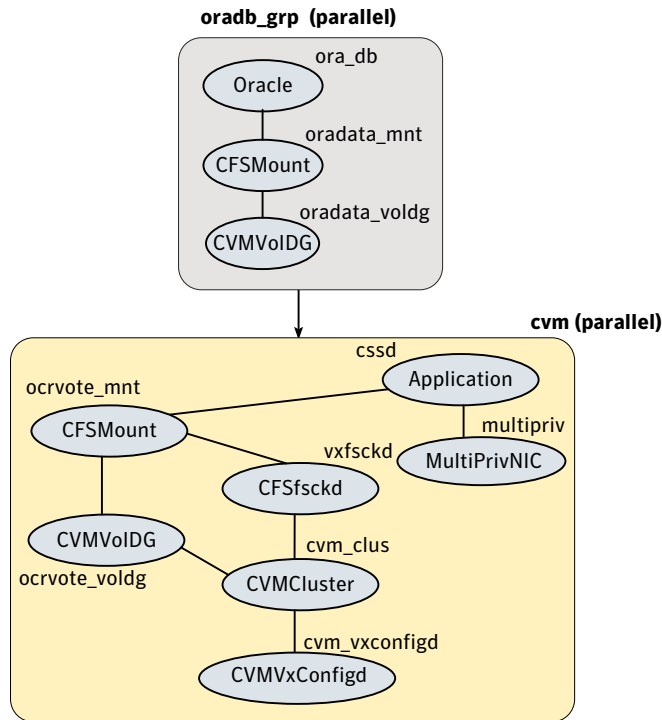 oradb_grp (parallel)
ora_db
Oracle
oradata_mnt
CFSMount
oradata_voldg
CVMVolDG
cvm (parallel)
cssd
Application
ocrvote_mnt
CFSMount
multipriv
MultiPrivNIC
vxfsckd
CFSfsckd
CVMVolDG
ocrvote_voldg
cvm_clus
CVMCluster
cvm_vxconfigd
CVMVxConfigd